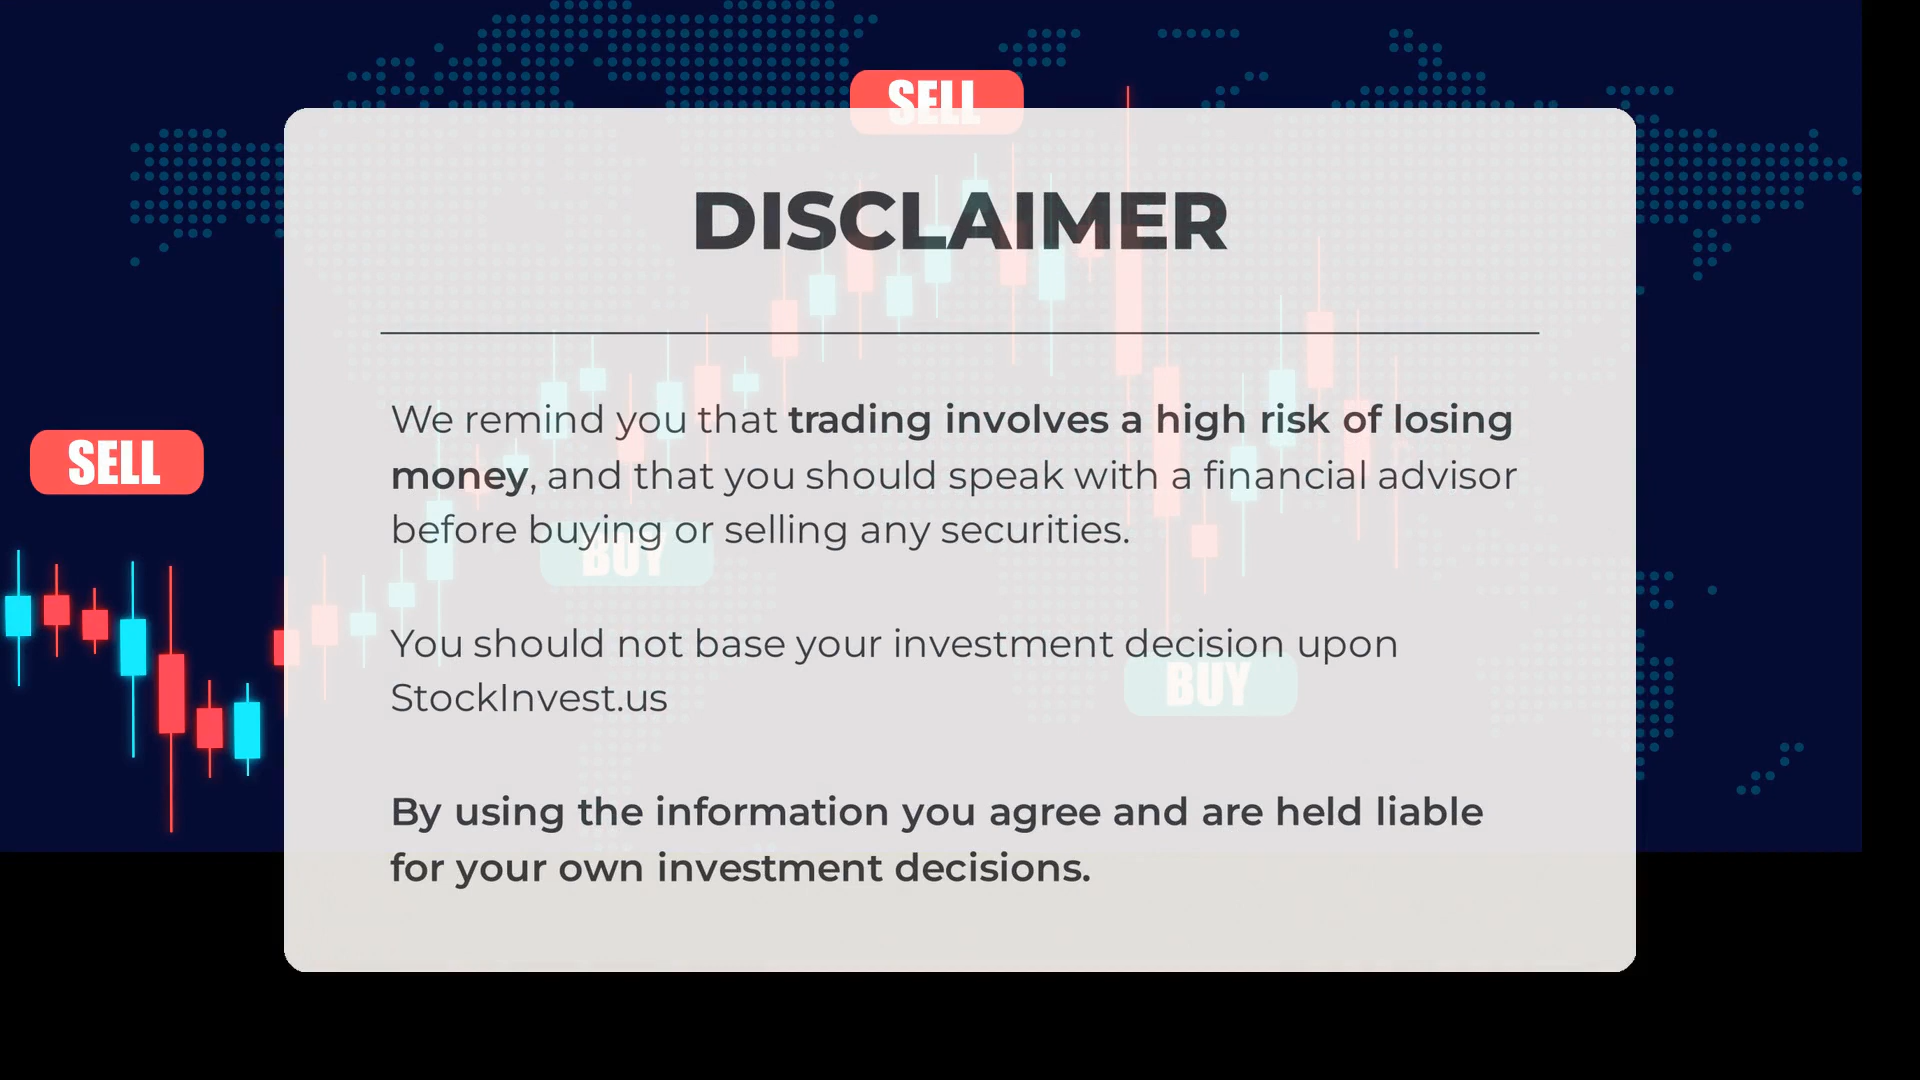 SELL
DISCLAIMER
We remind you that trading involves a high risk of losing
money, and that you should speak with a financial advisor
before buying or selling any securities.
SELL
BUY
You should not base your investment decision upon
StockInvest.us
BUY
By using the information you agree and are held liable
for your own investment decisions.